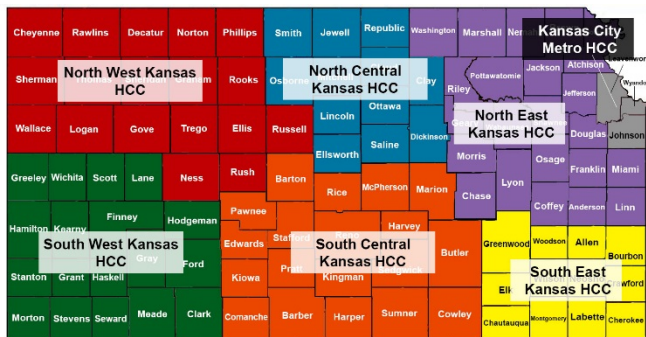 Cheyenne Rawlins Decatur Norton Phillips Smith Jewell Republic Washington Marshall
Kansas City
Metro HCC
Atchison
Jackson
Sherman Rooks Clay Riley Pottawatomie Jefferson
North West Kansas
HCC
North Central
Kansas HCC
North East
Kansas HCC
Lincoln Ottawa
Wallace Logan Gove Trego Ellis Russell Saline Dickinson Douglas Johnson
Ellsworth Morris Osage Franklin Miami
Greeley Wichita Scott Lane Ness Rush Barton Rice McPherson Marion Chase Lyon
Coffey Anderson Linn
Hamilton Kearny Finney Hodgeman Pawnee Harvey
Edwards Stafford Butler Greenwood Woodson Allen Bourbon
South West Kansas
HCC
South Central
Kansas HCC
South East
Kansas HCC
Stanton Grant Haskell Gray Ford Kiowa Pratt Kingman Sedgwick
Morton Stevens Seward Meade Clark Comanche Barber Harper Sumner Cowley Chautauqua Montgomery Labette Cherokee